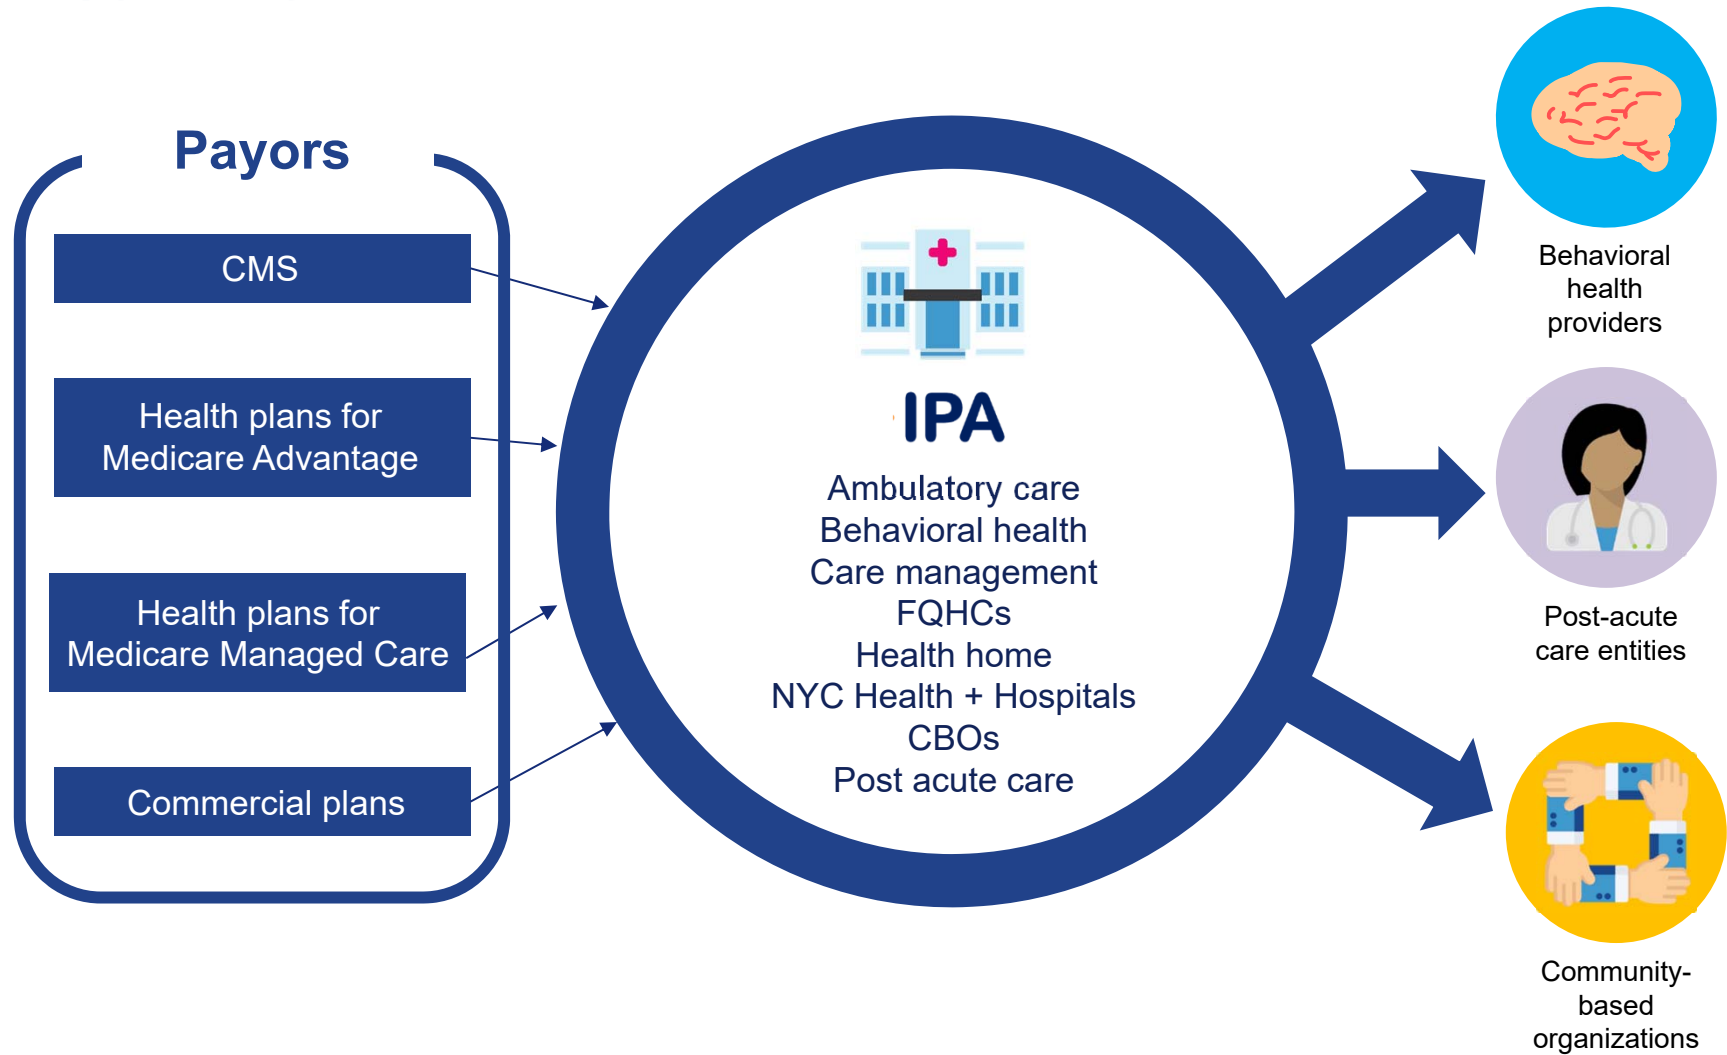 Payors
CMS
Health plans for
Medicare Advantage
Health plans for
Medicare Managed Care
Commercial plans
IPA
Ambulatory care
Behavioral health
Care management
FQHCs
Health home
NYC Health + Hospitals
CBOs
Post acute care
Behavioral
health
providers
Post-acute
care entities
Community-
based
organizations